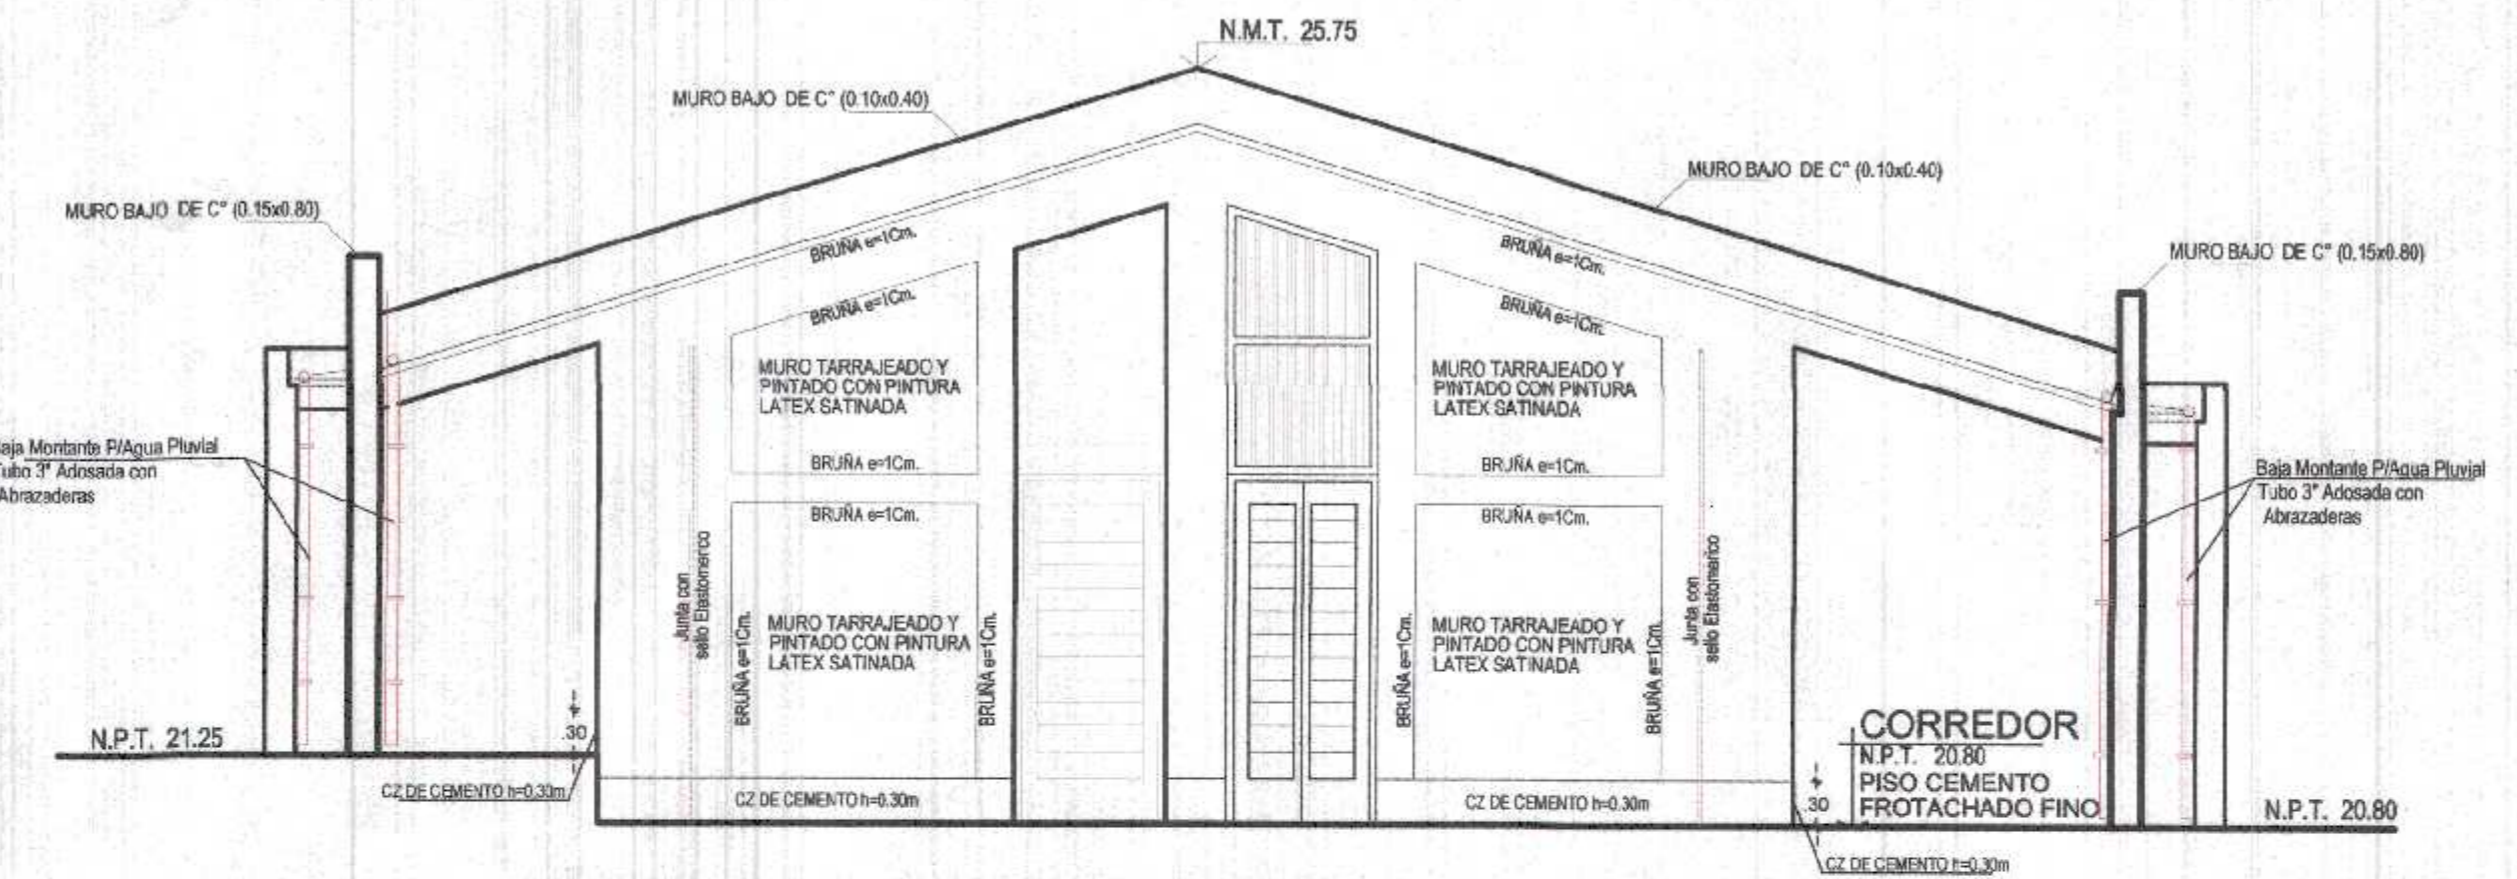 N.M.T. 25.75
MURO BAJO DE C° (0.10x0.40)
MURO BAJO DE C° (0.10x0.40)
MURO BAJO DE C° (0.15x0.80)
MURO BAJO DE C° (0.15x0.80)
BRUÑA e=1Cm.
BRUÑA e=1Cm.
BRUÑA e=1Cm.
BRUÑA e=1Cm.
MURO TARRAJEADO Y
PINTADO CON PINTURA
LATEX SATINADA
MURO TARRAJEADO Y
PINTADO CON PINTURA
LATEX SATINADA
Baja Montante P/Agua Pluvial
Tubo 3" Adosada con
Abrazaderas
BRUÑA e=1Cm.
BRUÑA e=1Cm.
Baja Montante P/Agua Pluvial
Tubo 3" Adosada con
Abrazaderas
BRUÑA e=1Cm.
BRUÑA e=1Cm.
Junta con
sello Elastomerico
BRUÑA e=1Cm.
MURO TARRAJEADO Y
PINTADO CON PINTURA
LATEX SATINADA
BRUÑA e=1Cm.
BRUÑA e=1Cm.
MURO TARRAJEADO Y
PINTADO CON PINTURA
LATEX SATINADA
BRUÑA e=1Cm.
Junta con
sello Elastomerico
N.P.T. 21.25
.30
CZ DE CEMENTO h=0.30m
CZ DE CEMENTO h=0.30m
CZ DE CEMENTO h=0.30m
.30
CORREDOR
N.P.T. 20.80
PISO CEMENTO
FROTACHADO FINO
N.P.T. 20.80
CZ DE CEMENTO h=0.30m